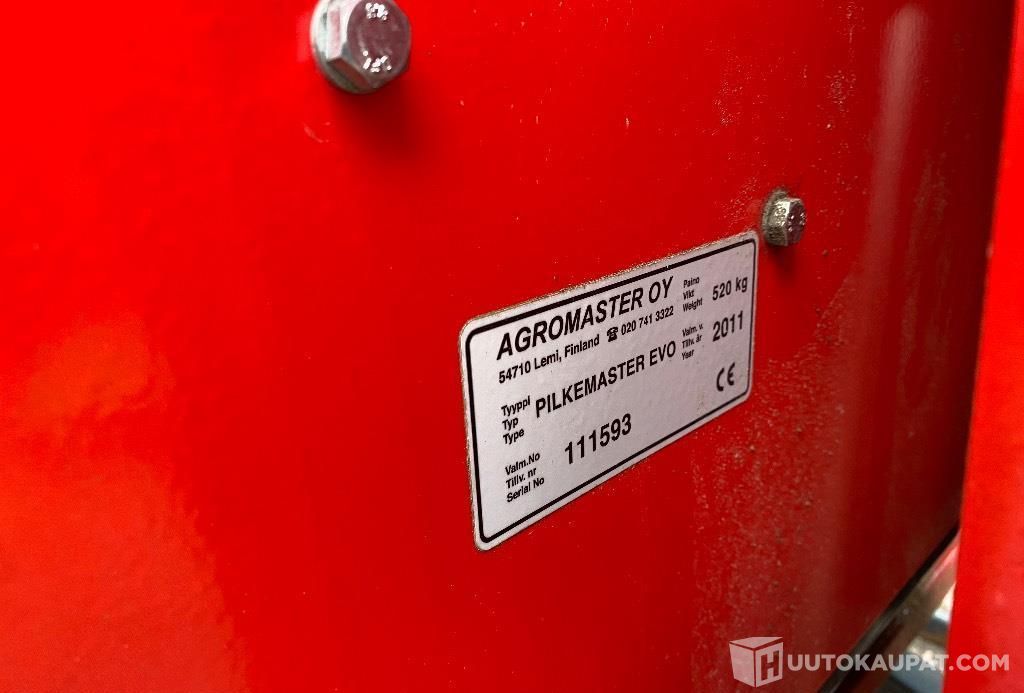 AGROMASTER OY
54710 Lemi, Finland ☎ 020 741 3322
Paino
Vikt
Weight
520 kg
Tyyppi
Typ
Type
PILKEMASTER EVO
Valm. v.
Tillv. år
Year
2011
Valm.No
Tillv. nr
Serial No
111593
CE
HUUTOKAUPAT.COM